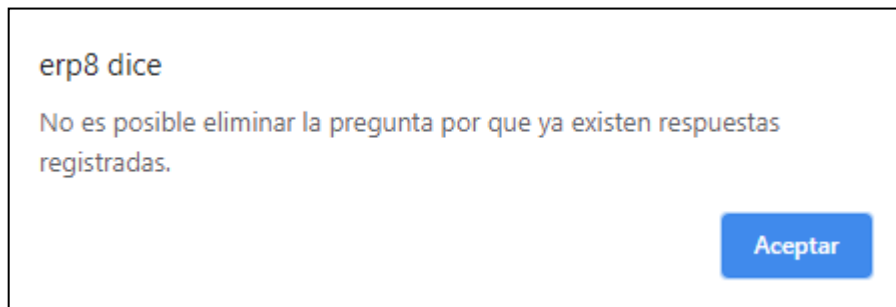 erp8 dice
No es posible eliminar la pregunta por que ya existen respuestas
registradas.
Aceptar